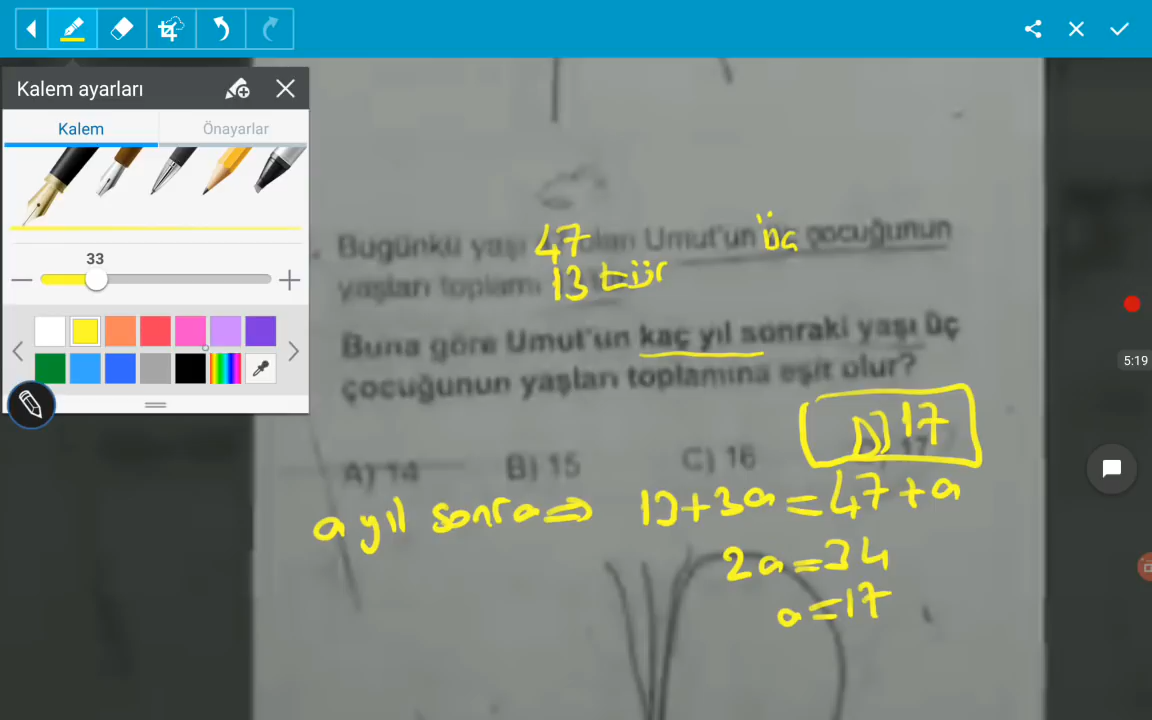 Kalem ayarları
Kalem
Önayarlar
33
5:19
Bugünkü yaşı 47 olan Umut'un üç çocuğunun
yaşları toplamı 13 tür
Buna göre Umut'un kaç yıl sonraki yaşı üç
çocuğunun yaşları toplamına eşit olur?
D) 17
A) 14 B) 15 C) 16
a yıl sonra ⇒ 13+3a=47+a
2a=34
a=17